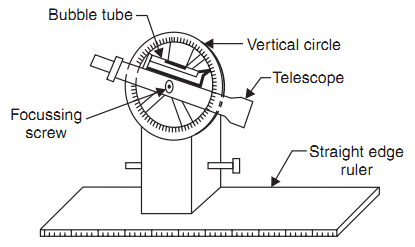 Bubble tube
Vertical circle
Telescope
Focussing
screw
Straight edge
ruler